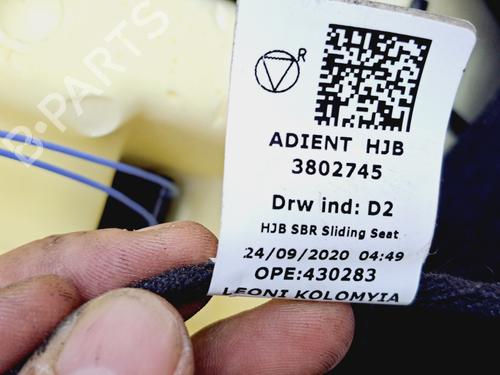 R
ADIENT HJB
3802745
Drw ind: D2
HJB SBR Sliding Seat
24/09/2020 04:49
OPE:430283
LEONI KOLOMYIA
B-PARTS